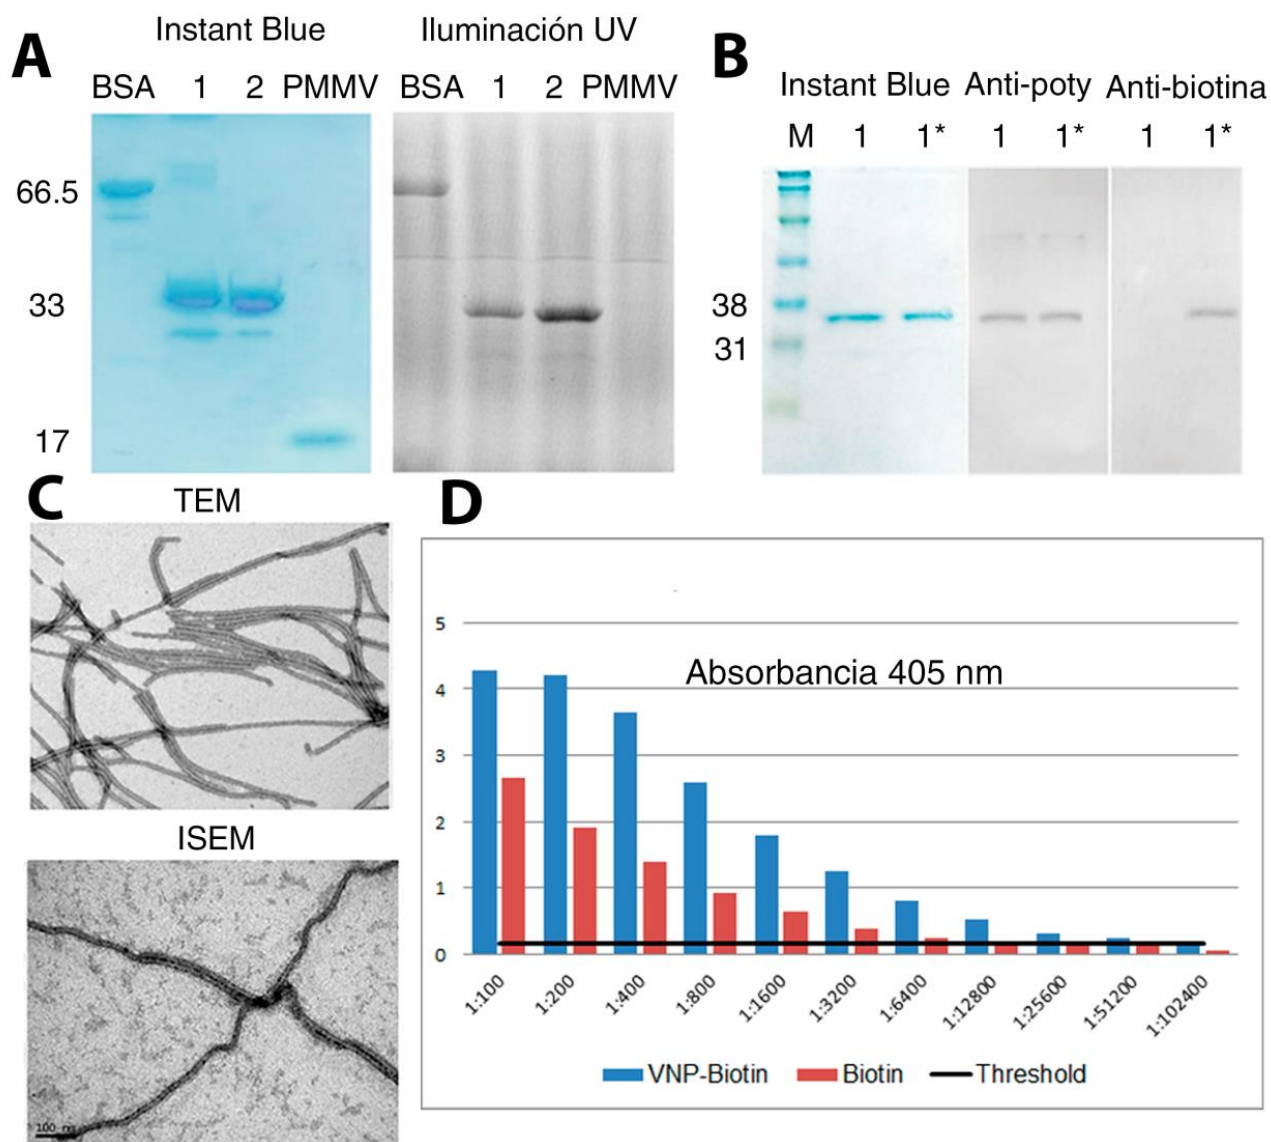 A
Instant Blue
Iluminación UV
BSA 1 2 PMMV
BSA 1 2 PMMV
66.5
33
17
B
Instant Blue Anti-poty Anti-biotina
M 1 1* 1 1* 1 1*
38
31
C
TEM
ISEM
D
Absorbancia 405 nm
5
4
3
2
1
0
1:100 1:200 1:400 1:800 1:1600 1:3200 1:6400 1:12800 1:25600 1:51200 1:102400
VNP-Biotin Biotin Threshold